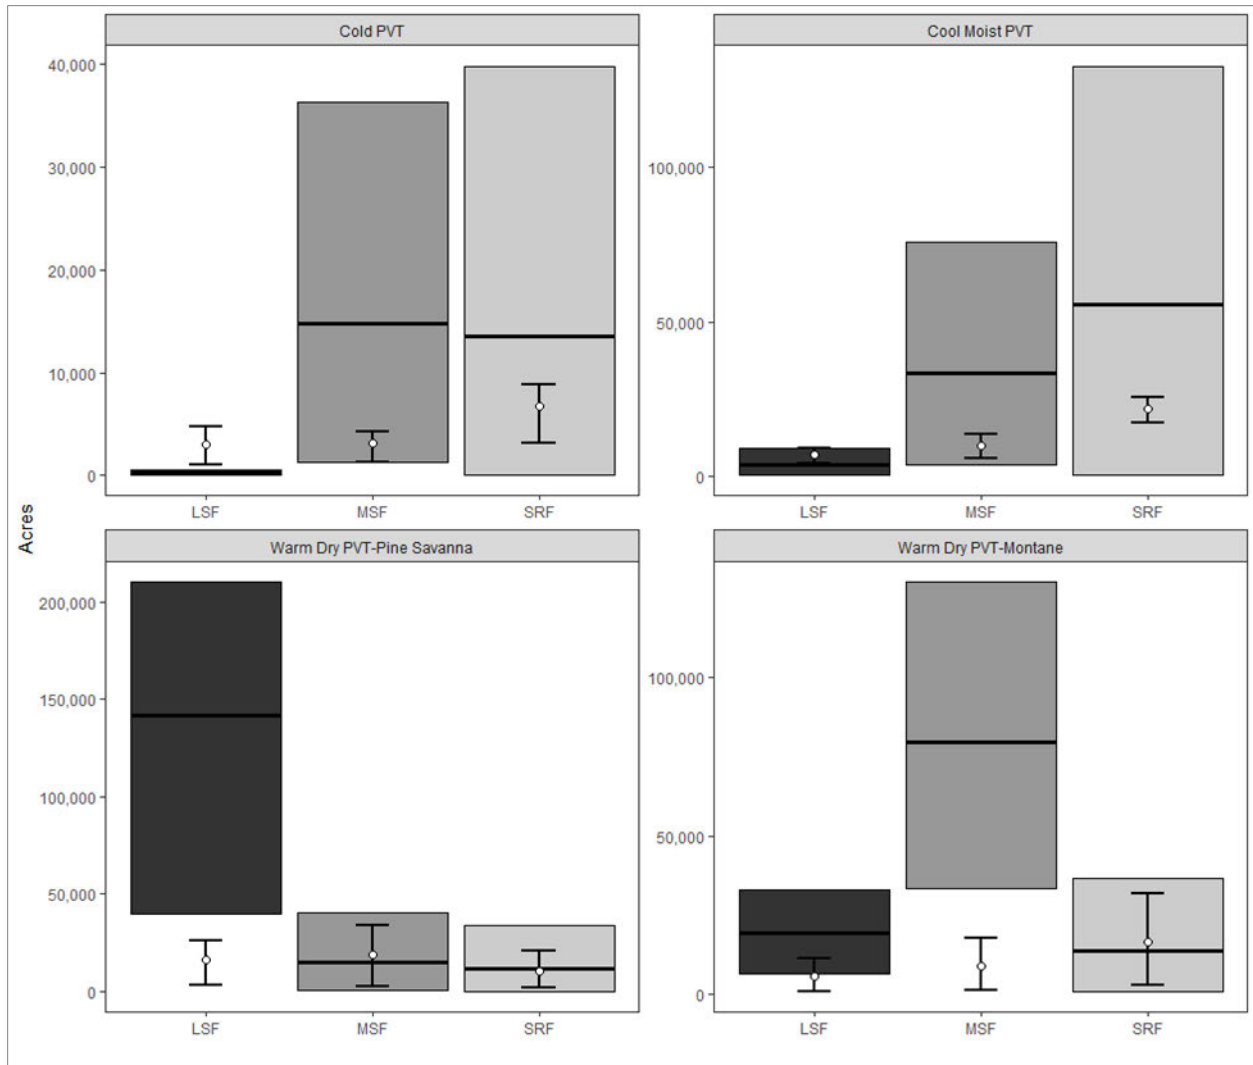 Cold PVT
Cool Moist PVT
40,000
30,000
20,000
10,000
0
100,000
50,000
0
LSF MSF SRF
LSF MSF SRF
Acres
Warm Dry PVT-Pine Savanna
Warm Dry PVT-Montane
200,000
150,000
100,000
50,000
0
100,000
50,000
0
LSF MSF SRF
LSF MSF SRF